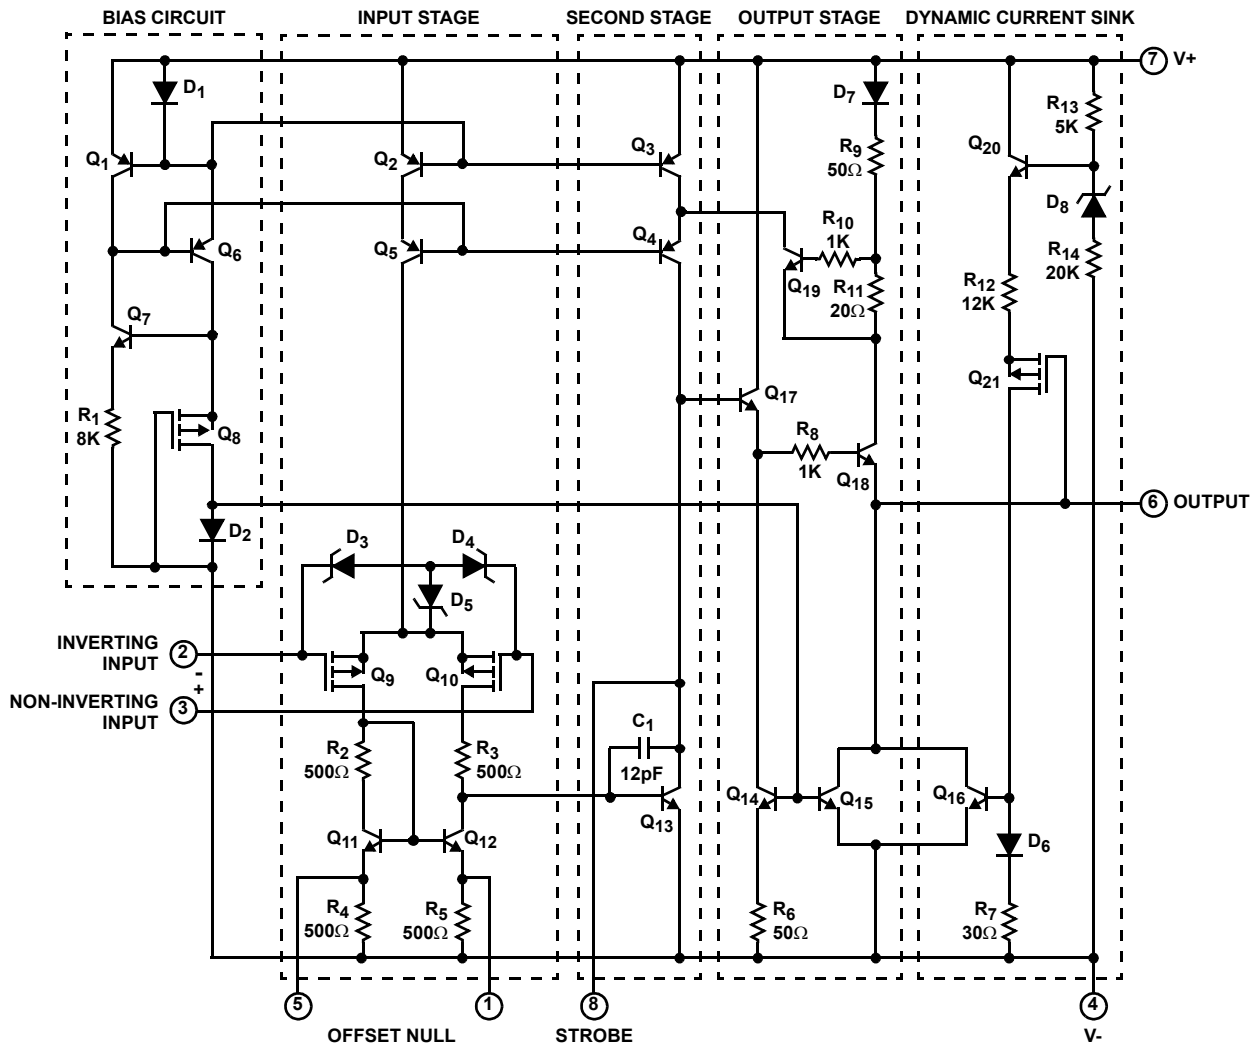 BIAS CIRCUIT
INPUT STAGE
SECOND STAGE
OUTPUT STAGE
DYNAMIC CURRENT SINK
7 V+
D1
D7
R13
5K
Q1
Q2
Q3
R9
50Ω
Q20
D8
Q6
Q5
Q4
R10
1K
Q19
R11
20Ω
R14
20K
R12
12K
Q7
Q21
R1
8K
Q8
Q17
R8
1K
Q18
6 OUTPUT
D2
D3
D4
D5
INVERTING
INPUT
2
-
+
NON-INVERTING
INPUT
3
Q9
Q10
R2
500Ω
R3
500Ω
C1
12pF
Q11
Q12
Q13
Q14
Q15
Q16
D6
R4
500Ω
R5
500Ω
R6
50Ω
R7
30Ω
5
1
8
4
OFFSET NULL
STROBE
V-